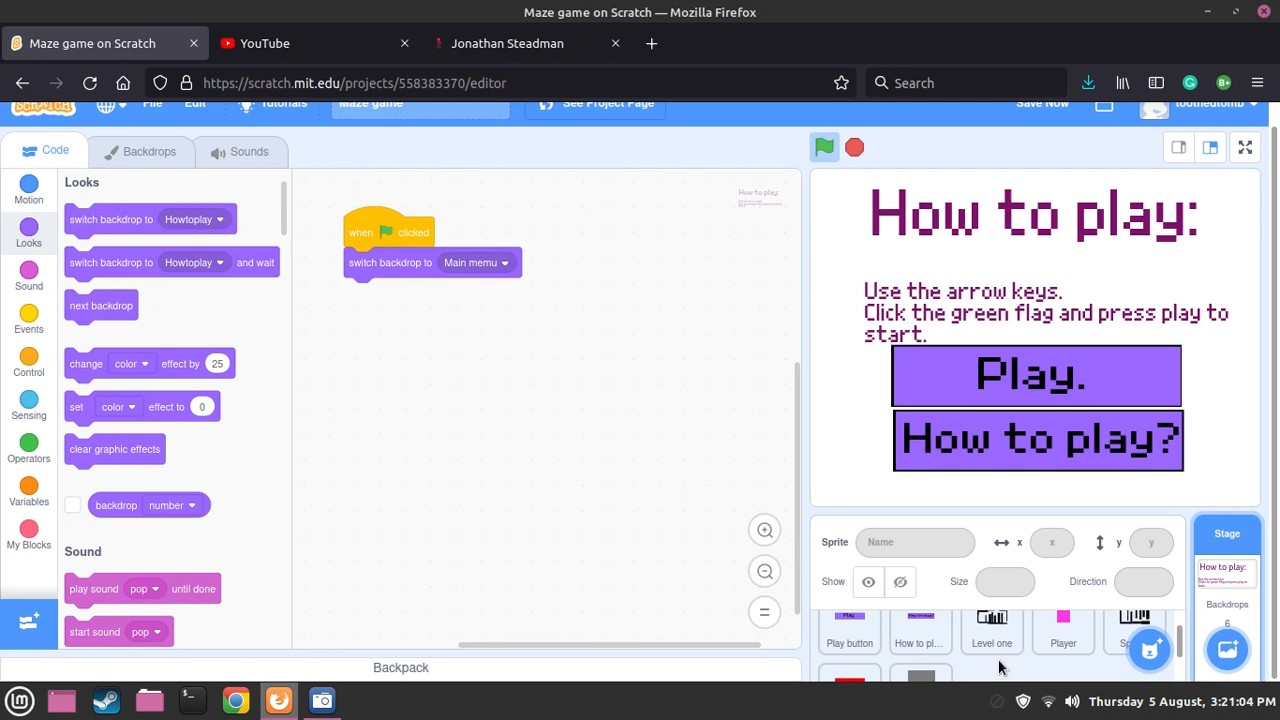 Maze game on Scratch — Mozilla Firefox
Maze game on Scratch
YouTube
Jonathan Steadman
https://scratch.mit.edu/projects/558383370/editor
Search
File
Edit
Tutorials
Maze game
See Project Page
Save Now
toothedtomb
Code
Backdrops
Sounds
Motion
Looks
Sound
Events
Control
Sensing
Operators
Variables
My Blocks
Looks
switch backdrop to Howtoplay
switch backdrop to Howtoplay and wait
next backdrop
change color effect by 25
set color effect to 0
clear graphic effects
backdrop number
Sound
play sound pop until done
start sound pop
when clicked
switch backdrop to Main memu
How to play:
Backpack
How to play:
Use the arrow keys.
Click the green flag and press play to
start.
Play.
How to play?
Sprite Name x x y y
Show Size Direction
Play button
How to pl...
Level one
Player
Stage
How to play:
Backdrops
6
Thursday 5 August, 3:21:04 PM